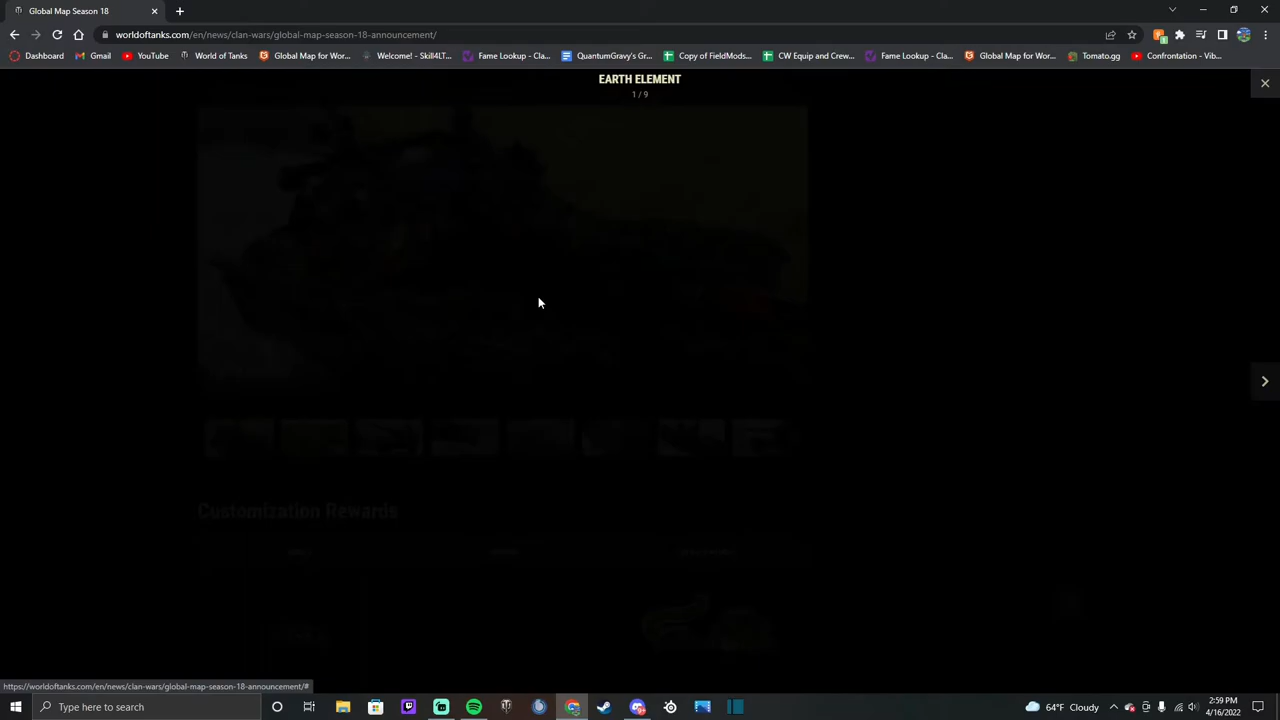 Global Map Season 18
worldoftanks.com/en/news/clan-wars/global-map-season-18-announcement/
Dashboard
Gmail
YouTube
World of Tanks
Global Map for Wor...
Welcome! - Skill4LT...
Fame Lookup - Cla...
QuantumGravy's Gr...
Copy of FieldMods...
CW Equip and Crew...
Fame Lookup - Cla...
Global Map for Wor...
Tomato.gg
Confrontation - Vib...
EARTH ELEMENT
1 / 9
Customization Rewards
https://worldoftanks.com/en/news/clan-wars/global-map-season-18-announcement/#
Type here to search
64°F Cloudy
2:59 PM
4/16/2022